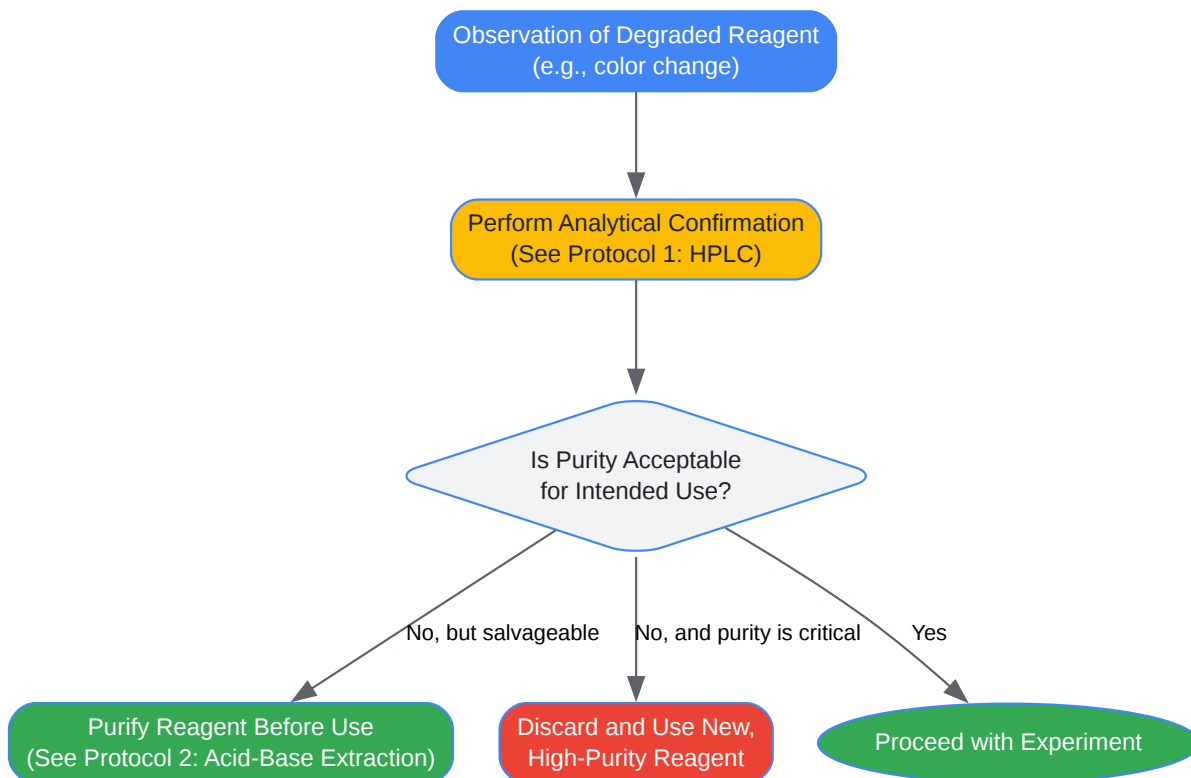 Observation of Degraded Reagent
(e.g., color change)
Perform Analytical Confirmation
(See Protocol 1: HPLC)
Is Purity Acceptable
for Intended Use?
No, but salvageable
No, and purity is critical
Yes
Purify Reagent Before Use
(See Protocol 2: Acid-Base Extraction)
Discard and Use New,
High-Purity Reagent
Proceed with Experiment